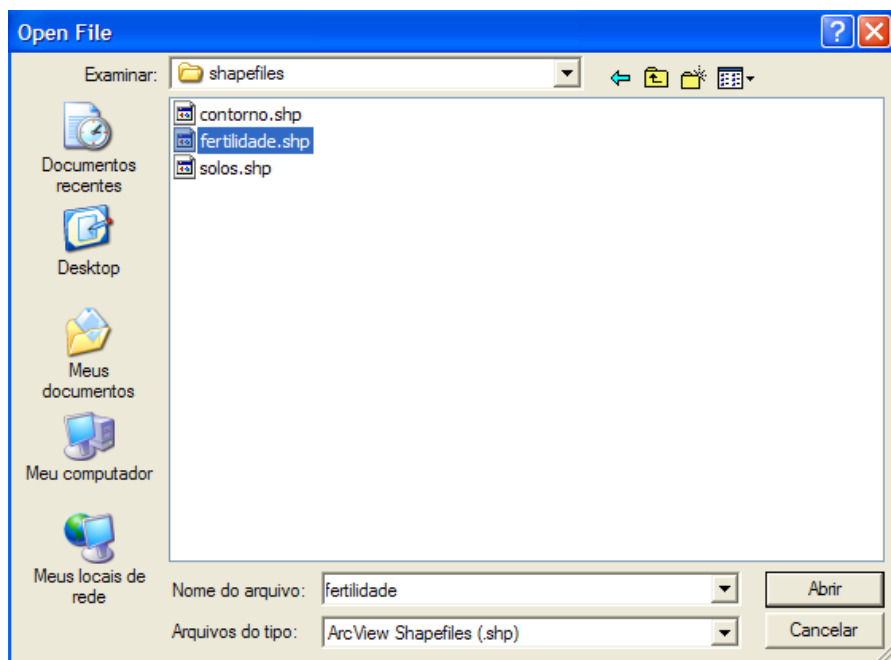 Open File
Examinar:
shapefiles
contorno.shp
fertilidade.shp
solos.shp
Documentos
recentes
Desktop
Meus
documentos
Meu computador
Meus locais de
rede
Nome do arquivo:
fertilidade
Abrir
Arquivos do tipo:
ArcView Shapefiles (.shp)
Cancelar